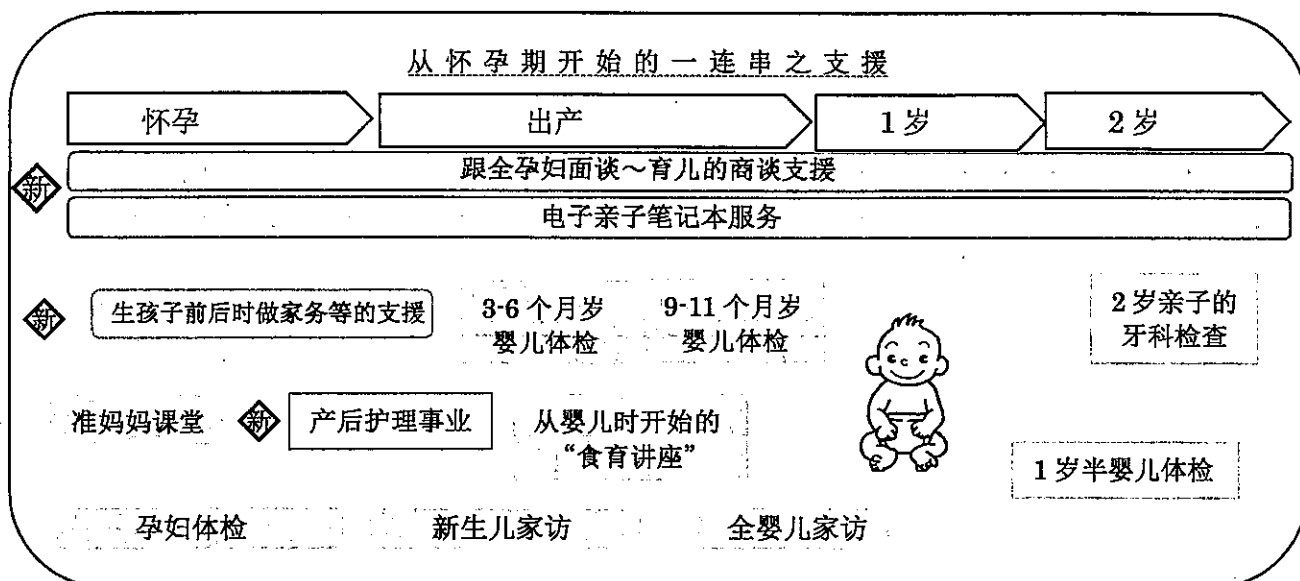 从怀孕期开始的一连串之支援
怀孕
出产
1岁
2岁
新
跟全孕妇面谈～育儿的商谈支援
电子亲子笔记本服务
新
生孩子前后时做家务等的支援
3-6 个月岁
婴儿体检
9-11 个月岁
婴儿体检
2岁亲子的
牙科检查
准妈妈课堂
新
产后护理事业
从婴儿时开始的
“食育讲座”
1岁半婴儿体检
孕妇体检
新生儿家访
全婴儿家访